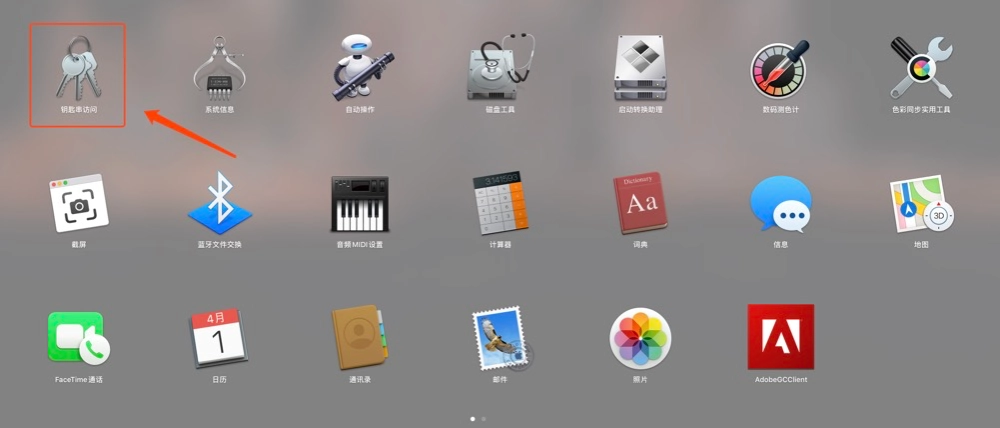 钥匙串访问
系统信息
自动操作
磁盘工具
启动转换助理
数码测色计
色彩同步实用工具
3.141593
Dictionary
Aa
3D
截屏
蓝牙文件交换
音频MIDI设置
计算器
词典
信息
地图
4月
1
FaceTime 通话
日历
通讯录
邮件
照片
AdobeGCClient